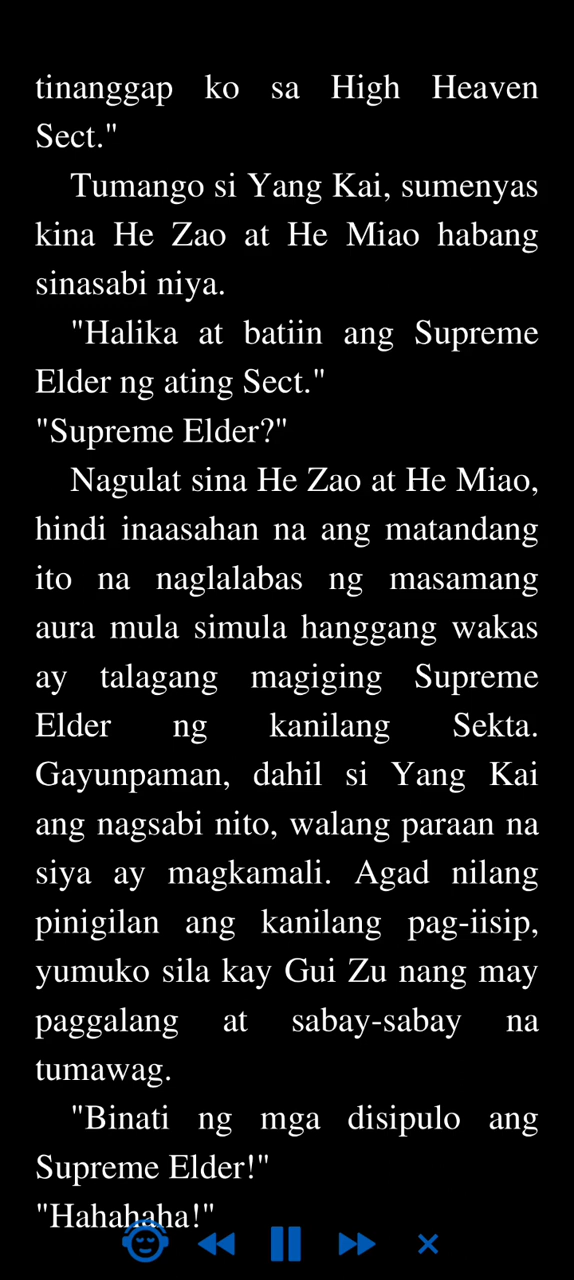 tinanggap ko sa High Heaven
Sect."
Tumango si Yang Kai, sumenyas
kina He Zao at He Miao habang
sinasabi niya.
"Halika at batiin ang Supreme
Elder ng ating Sect."
"Supreme Elder?"
Nagulat sina He Zao at He Miao,
hindi inaasahan na ang matandang
ito na naglalabas ng masamang
aura mula simula hanggang wakas
ay talagang magiging Supreme
Elder ng kanilang Sekta.
Gayunpaman, dahil si Yang Kai
ang nagsabi nito, walang paraan na
siya ay magkamali. Agad nilang
pinigilan ang kanilang pag-iisip,
yumuko sila kay Gui Zu nang may
paggalang at sabay-sabay na
tumawag.
"Binati ng mga disipulo ang
Supreme Elder!"
"Hahahaha!"